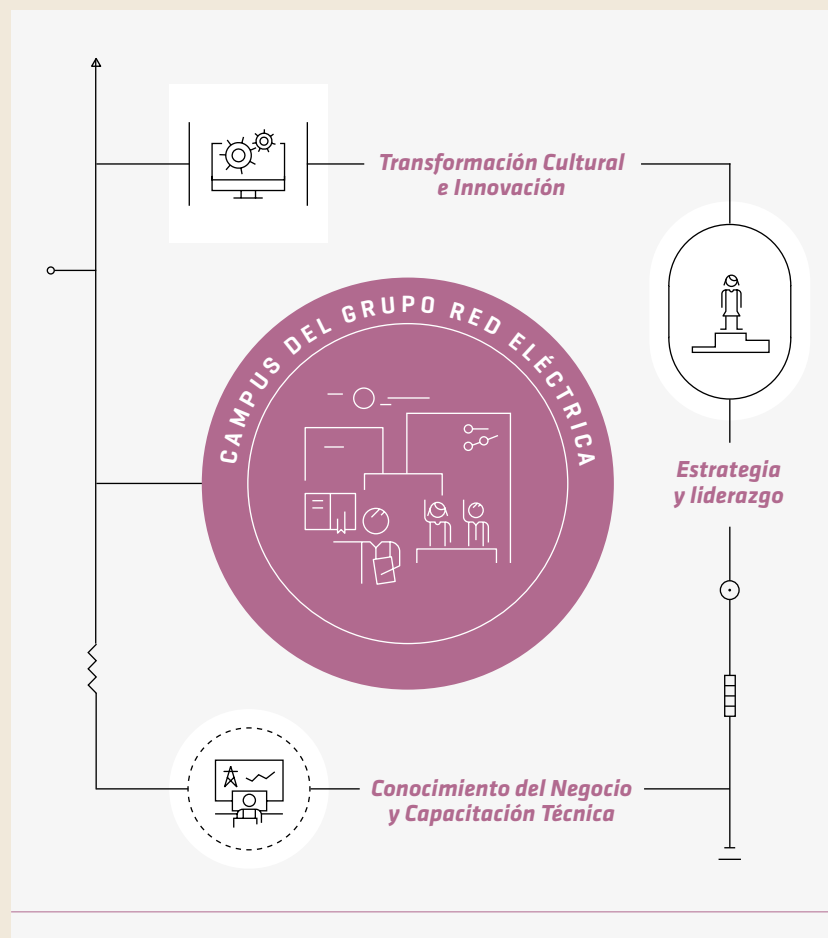 Transformación Cultural
e Innovación
CAMPUS DEL GRUPO RED ELÉCTRICA
Estrategia
y liderazgo
Conocimiento del Negocio
y Capacitación Técnica